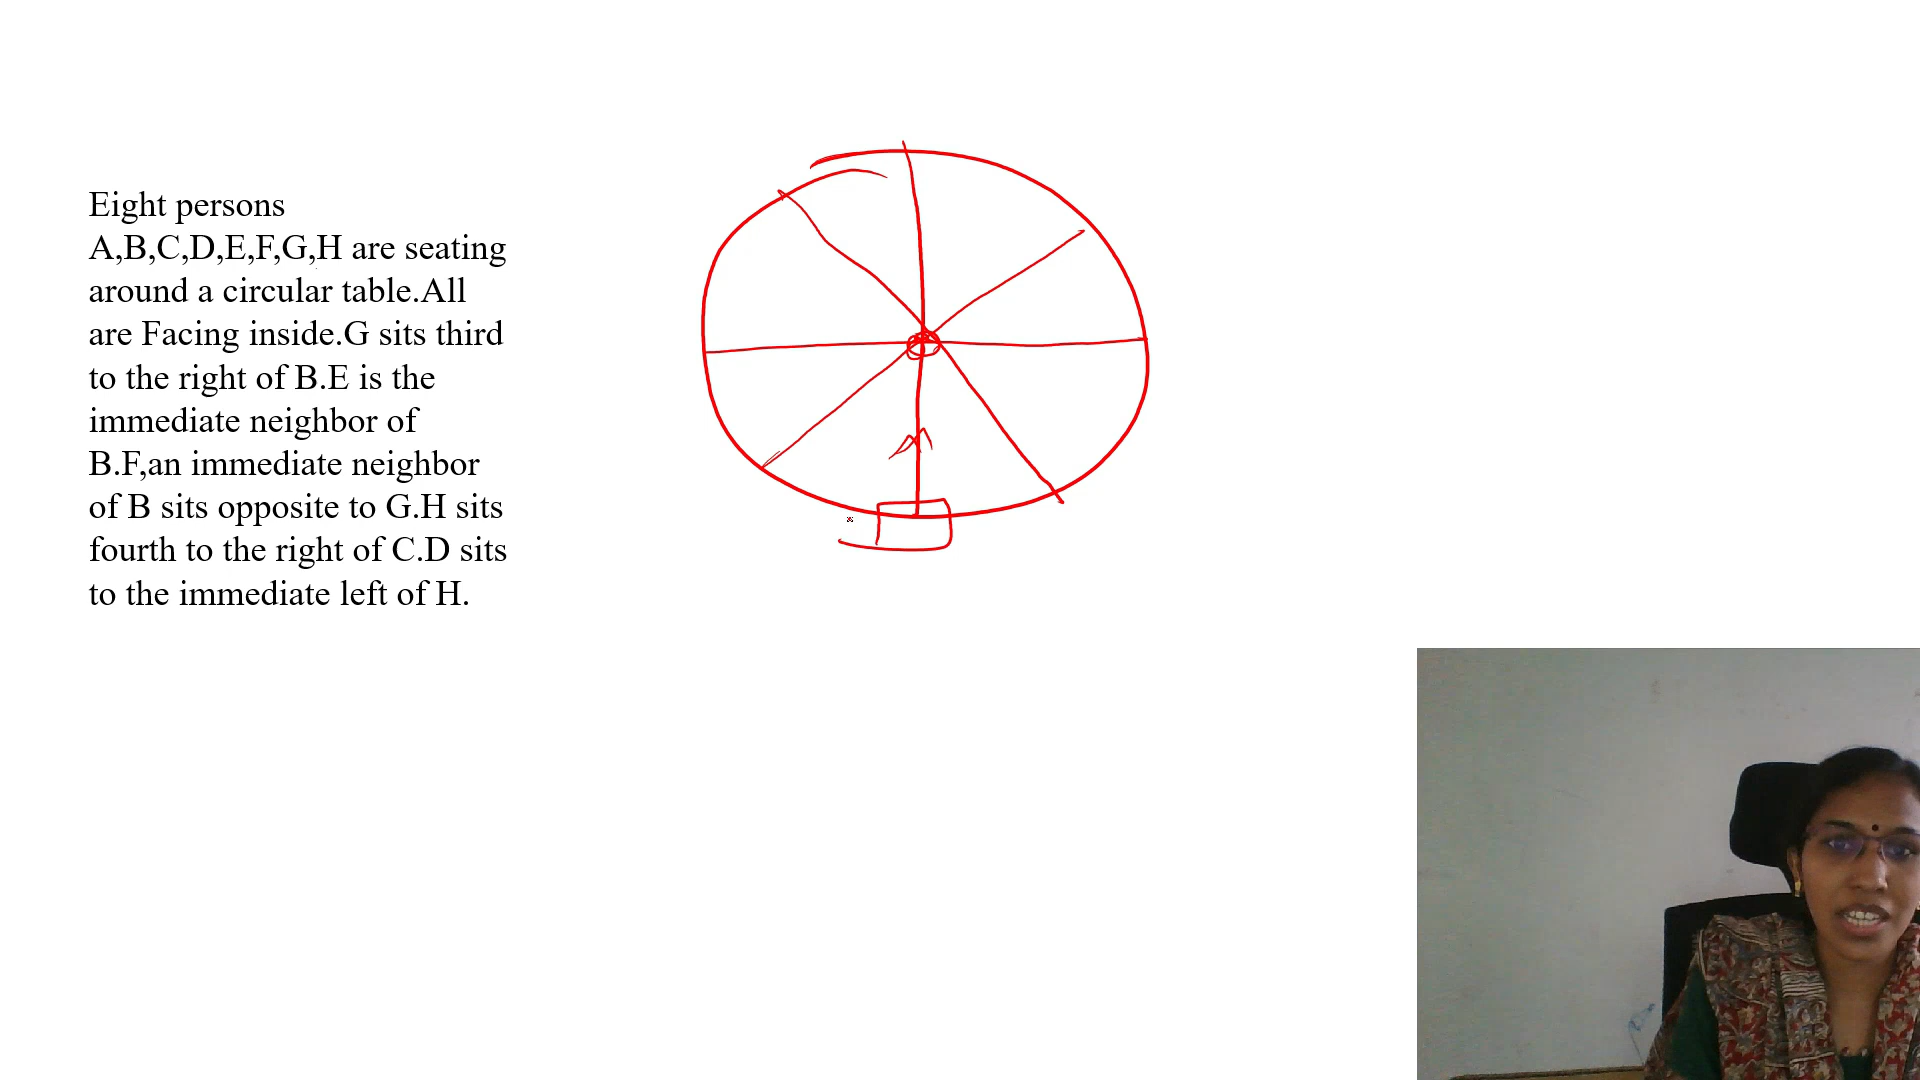 Eight persons
A,B,C,D,E,F,G,H are seating
around a circular table.All
are Facing inside.G sits third
to the right of B.E is the
immediate neighbor of
B.F,an immediate neighbor
of B sits opposite to G.H sits
fourth to the right of C.D sits
to the immediate left of H.